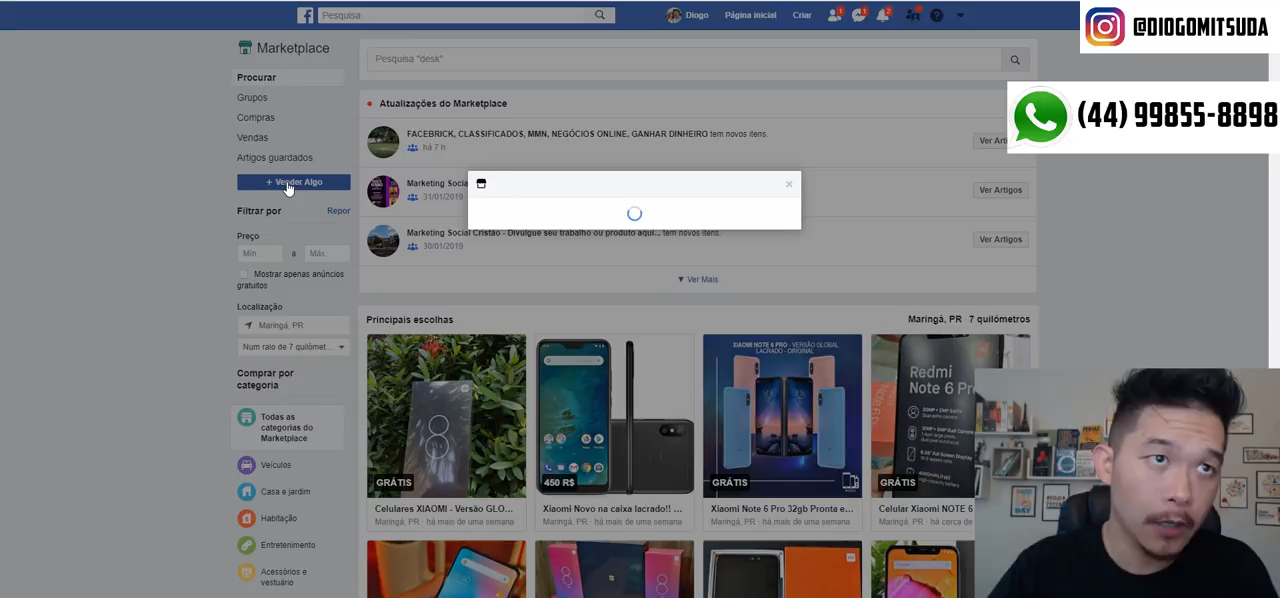 Pesquisa
Diogo
Página inicial
Criar
1
1
2
@DIOGOMITSUDA
(44) 99855-8898
Marketplace
Procurar
Grupos
Compras
Vendas
Artigos guardados
+ Vender Algo
Filtrar por
Repor
Preço
Mín.
a
Máx.
Mostrar apenas anúncios
gratuitos
Localização
Maringá, PR
Num raio de 7 quilómet...
Comprar por
categoria
Todas as
categorias do
Marketplace
Veículos
Casa e jardim
Habitação
Entretenimento
Acessórios e
vestuário
Pesquisa "desk"
Atualizações do Marketplace
FACEBRICK, CLASSIFICADOS, MMN, NEGÓCIOS ONLINE, GANHAR DINHEIRO tem novos itens.
há 7 h
Ver Arti
Marketing Socia
31/01/2019
Ver Artigos
Marketing Social Cristão - Divulgue seu trabalho ou produto aqui... tem novos itens.
30/01/2019
Ver Artigos
▼ Ver Mais
Principais escolhas
Maringá, PR · 7 quilómetros
GRÁTIS
Celulares XIAOMI - Versão GLO...
Maringá, PR · há mais de uma semana
450 R$
Xiaomi Novo na caixa lacrado!! ...
Maringá, PR · há mais de uma semana
XIAOMI NOTE 6 PRO - VERSÃO GLOBAL
LACRADO - ORIGINAL
GRÁTIS
Xiaomi Note 6 Pro 32gb Pronta e...
Maringá, PR · há mais de uma semana
Redmi
Note 6 Pr
GRÁTIS
Celular Xiaomi NOTE 6
Maringá, PR · há cerca de